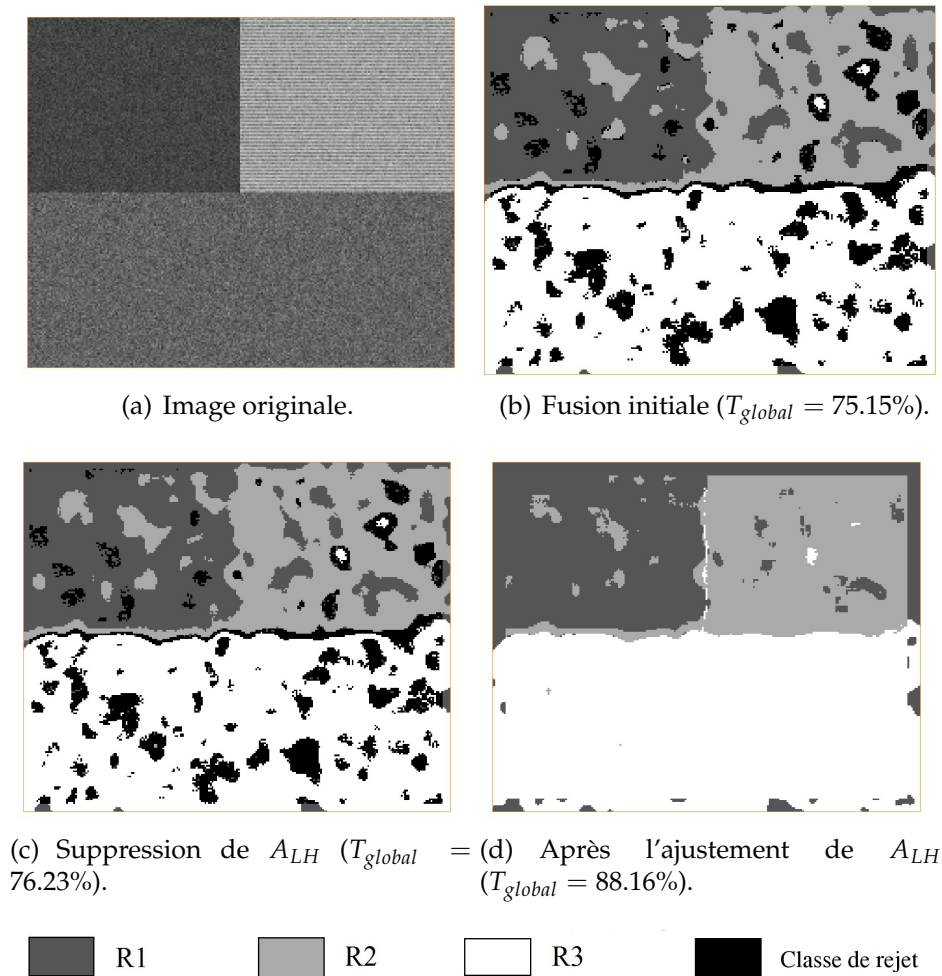 (a) Image originale.
(b) Fusion initiale (T_global = 75.15%).
(c) Suppression de A_LH (T_global = 76.23%).
(d) Après l'ajustement de A_LH (T_global = 88.16%).
R1
R2
R3
Classe de rejet